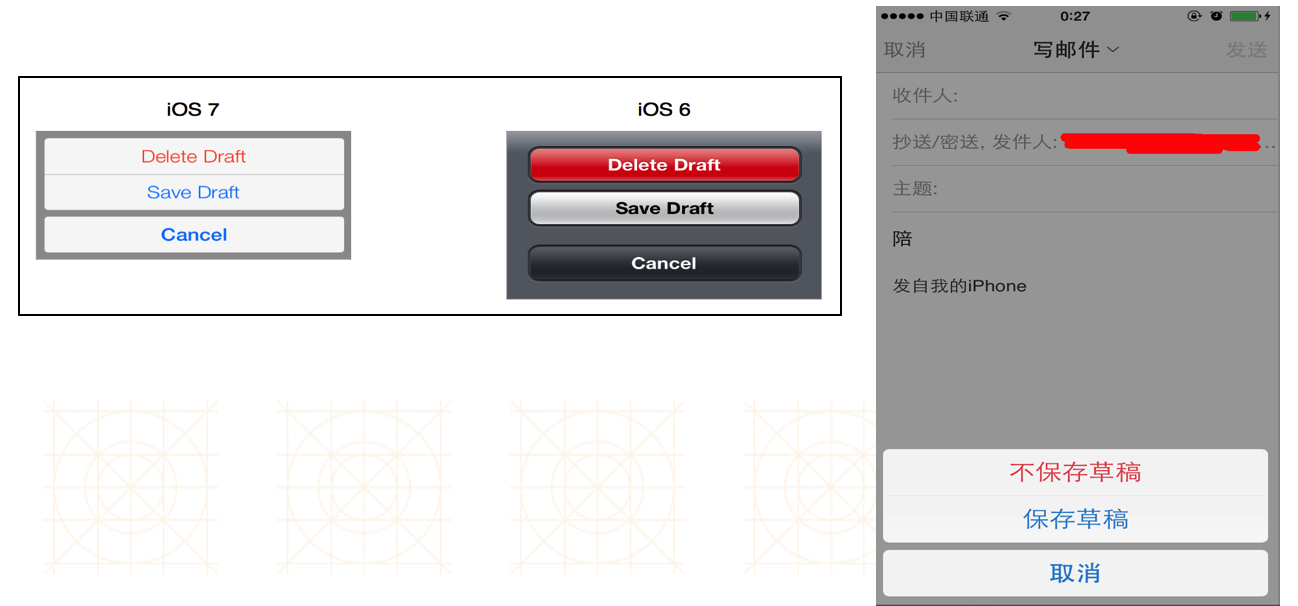 iOS 7
Delete Draft
Save Draft
Cancel
iOS 6
Delete Draft
Save Draft
Cancel
中国联通 0:27
取消 写邮件 发送
收件人:
抄送/密送, 发件人: ...
主题:
陪
发自我的iPhone
不保存草稿
保存草稿
取消